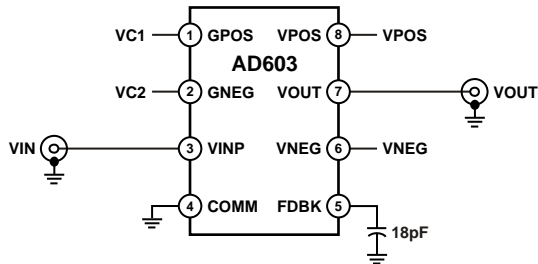 VC1 1 GPOS VPOS 8 VPOS
AD603
VC2 2 GNEG VOUT 7 VOUT
VIN 3 VINP VNEG 6 VNEG
4 COMM FDBK 5
18pF